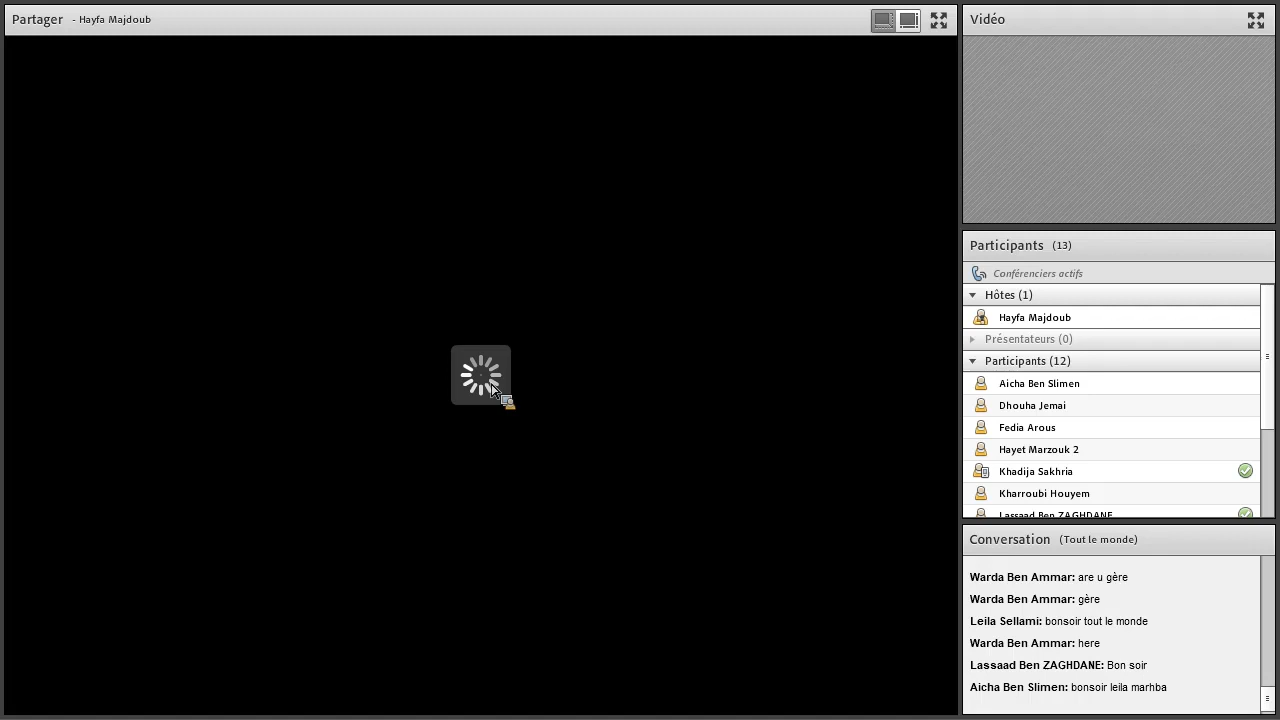 Partager - Hayfa Majdoub
Vidéo
Participants (13)
Conférenciers actifs
Hôtes (1)
Hayfa Majdoub
Présentateurs (0)
Participants (12)
Aicha Ben Slimen
Dhouha Jemai
Fedia Arous
Hayet Marzouk 2
Khadija Sakhria
Kharroubi Houyem
Lassaad Ben ZAGHDANE
Conversation (Tout le monde)
Warda Ben Ammar: are u gère
Warda Ben Ammar: gère
Leila Sellami: bonsoir tout le monde
Warda Ben Ammar: here
Lassaad Ben ZAGHDANE: Bon soir
Aicha Ben Slimen: bonsoir leila marhba